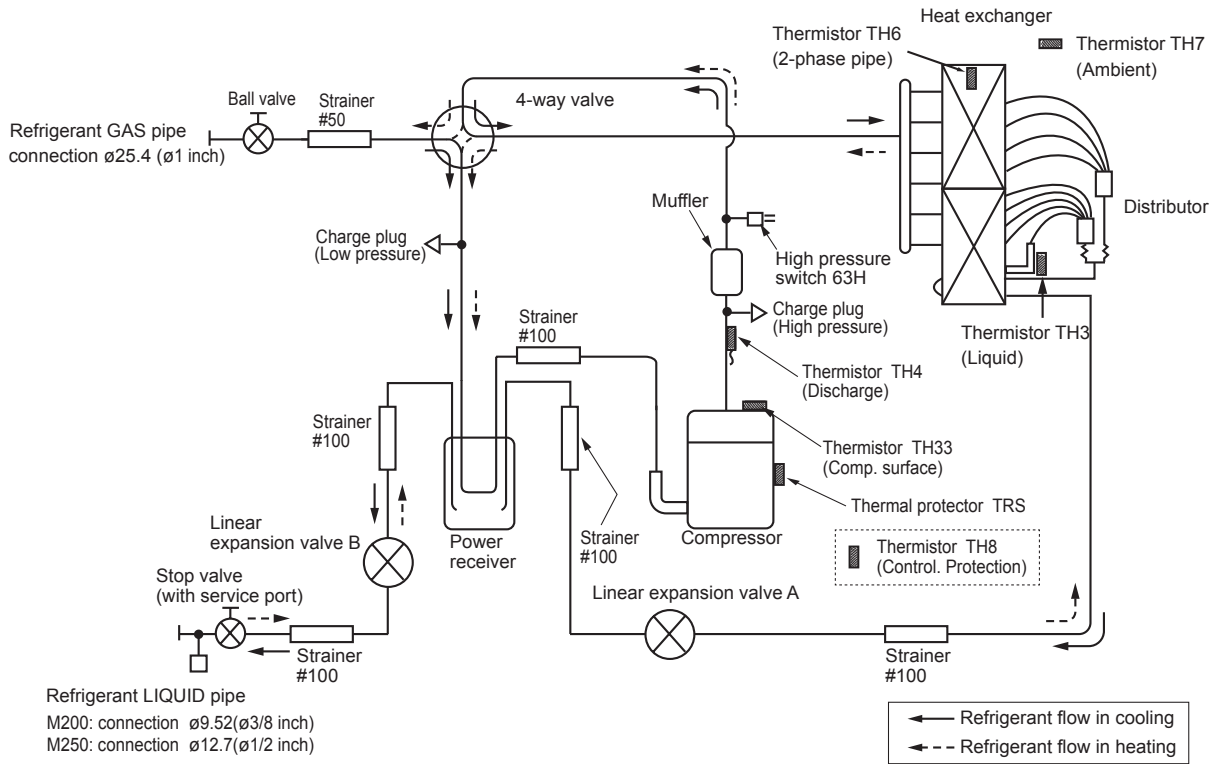 Heat exchanger
Thermistor TH6
(2-phase pipe)
Thermistor TH7
(Ambient)
Ball valve
Strainer
#50
4-way valve
Refrigerant GAS pipe
connection ø25.4 (ø1 inch)
Muffler
Distributor
Charge plug
(Low pressure)
High pressure
switch 63H
Charge plug
(High pressure)
Strainer
#100
Thermistor TH3
(Liquid)
Thermistor TH4
(Discharge)
Strainer
#100
Thermistor TH33
(Comp. surface)
Thermal protector TRS
Linear
expansion valve B
Power
receiver
Strainer
#100
Compressor
Thermistor TH8
(Control. Protection)
Stop valve
(with service port)
Linear expansion valve A
Strainer
#100
Strainer
#100
Refrigerant LIQUID pipe
M200: connection ø9.52(ø3/8 inch)
M250: connection ø12.7(ø1/2 inch)
Refrigerant flow in cooling
Refrigerant flow in heating